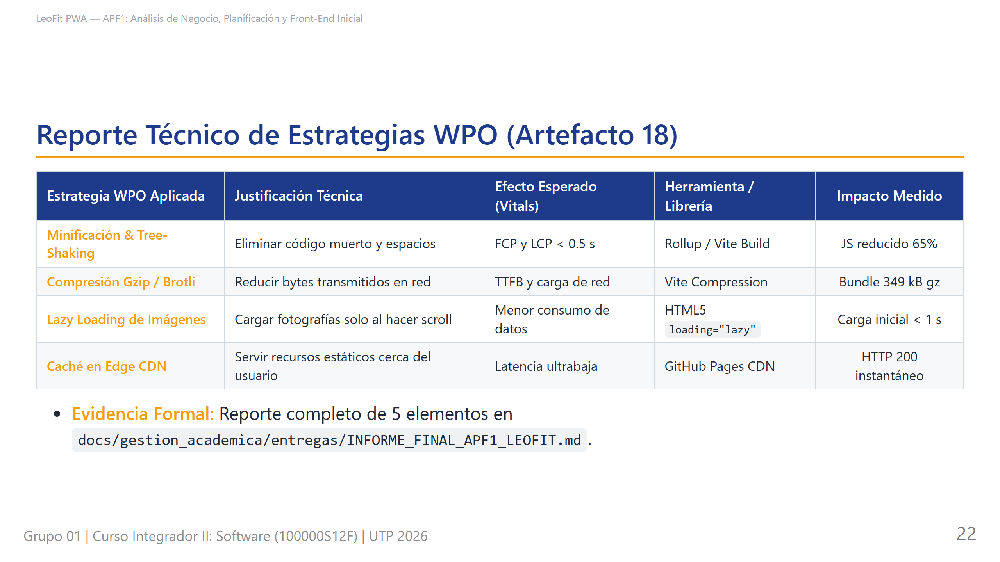 LeoFit PWA — APF1: Análisis de Negocio, Planificación y Front-End Inicial
Reporte Técnico de Estrategias WPO (Artefacto 18)
Estrategia WPO Aplicada
Justificación Técnica
Efecto Esperado
(Vitals)
Herramienta /
Librería
Impacto Medido
Minificación & Tree-
Shaking
Eliminar código muerto y espacios
FCP y LCP < 0.5 s
Rollup / Vite Build
JS reducido 65%
Compresión Gzip / Brotli
Reducir bytes transmitidos en red
TTFB y carga de red
Vite Compression
Bundle 349 kB gz
Lazy Loading de Imágenes
Cargar fotografías solo al hacer scroll
Menor consumo de
datos
HTML5
loading="lazy"
Carga inicial < 1 s
Caché en Edge CDN
Servir recursos estáticos cerca del
usuario
Latencia ultrabaja
GitHub Pages CDN
HTTP 200
instantáneo
• Evidencia Formal: Reporte completo de 5 elementos en
docs/gestion_academica/entregas/INFORME_FINAL_APF1_LEOFIT.md.
Grupo 01 | Curso Integrador II: Software (100000S12F) | UTP 2026
22